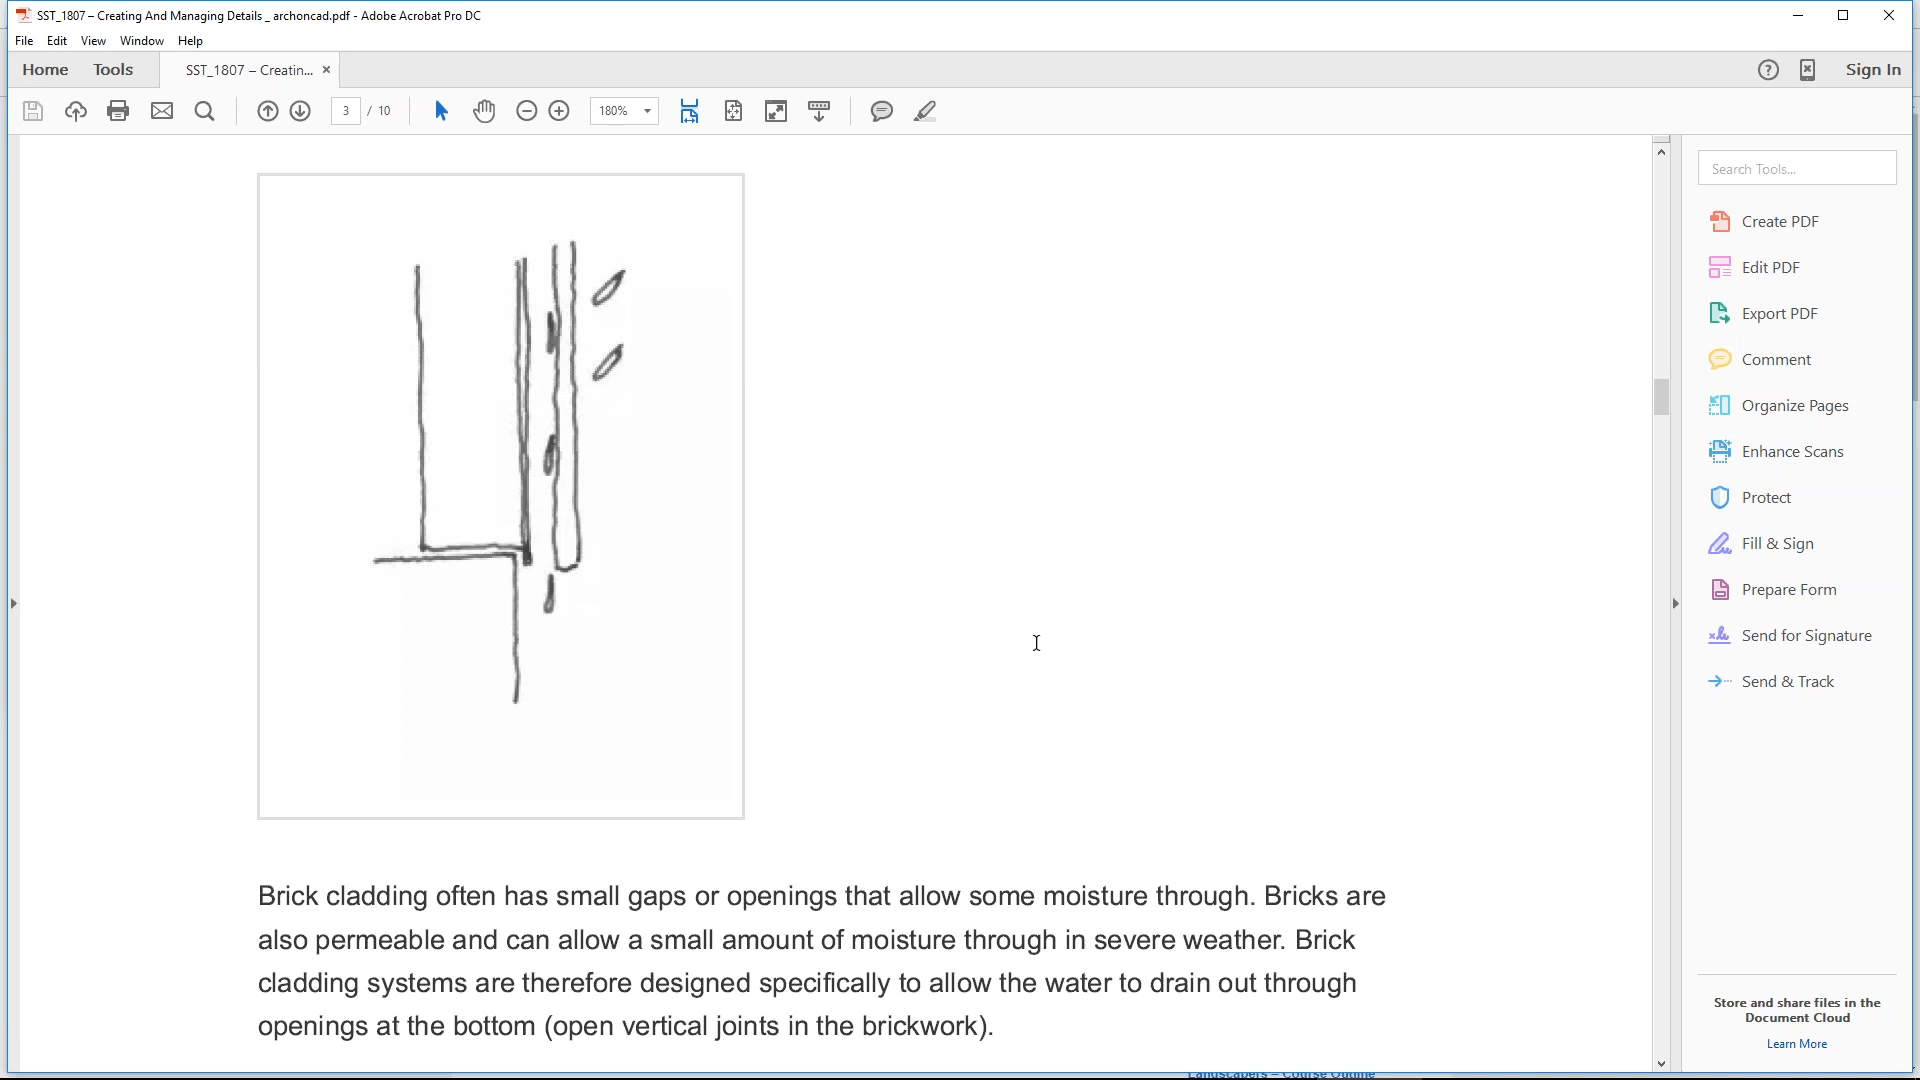 SST_1807 – Creating And Managing Details _ archoncad.pdf - Adobe Acrobat Pro DC
File Edit View Window Help
Home Tools SST_1807 – Creatin... × Sign In
3 / 10 180%
Search Tools...
Create PDF
Edit PDF
Export PDF
Comment
Organize Pages
Enhance Scans
Protect
Fill & Sign
Prepare Form
Send for Signature
Send & Track
Brick cladding often has small gaps or openings that allow some moisture through. Bricks are
also permeable and can allow a small amount of moisture through in severe weather. Brick
cladding systems are therefore designed specifically to allow the water to drain out through
openings at the bottom (open vertical joints in the brickwork).
Store and share files in the
Document Cloud
Learn More
Landscapers – Course Outline